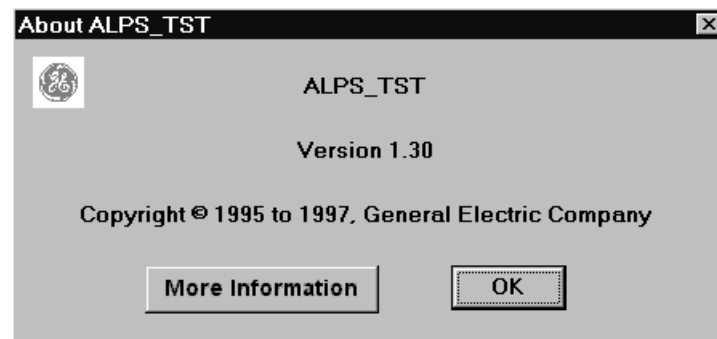 About ALPS_TST
ALPS_TST
Version 1.30
Copyright © 1995 to 1997, General Electric Company
More Information
OK